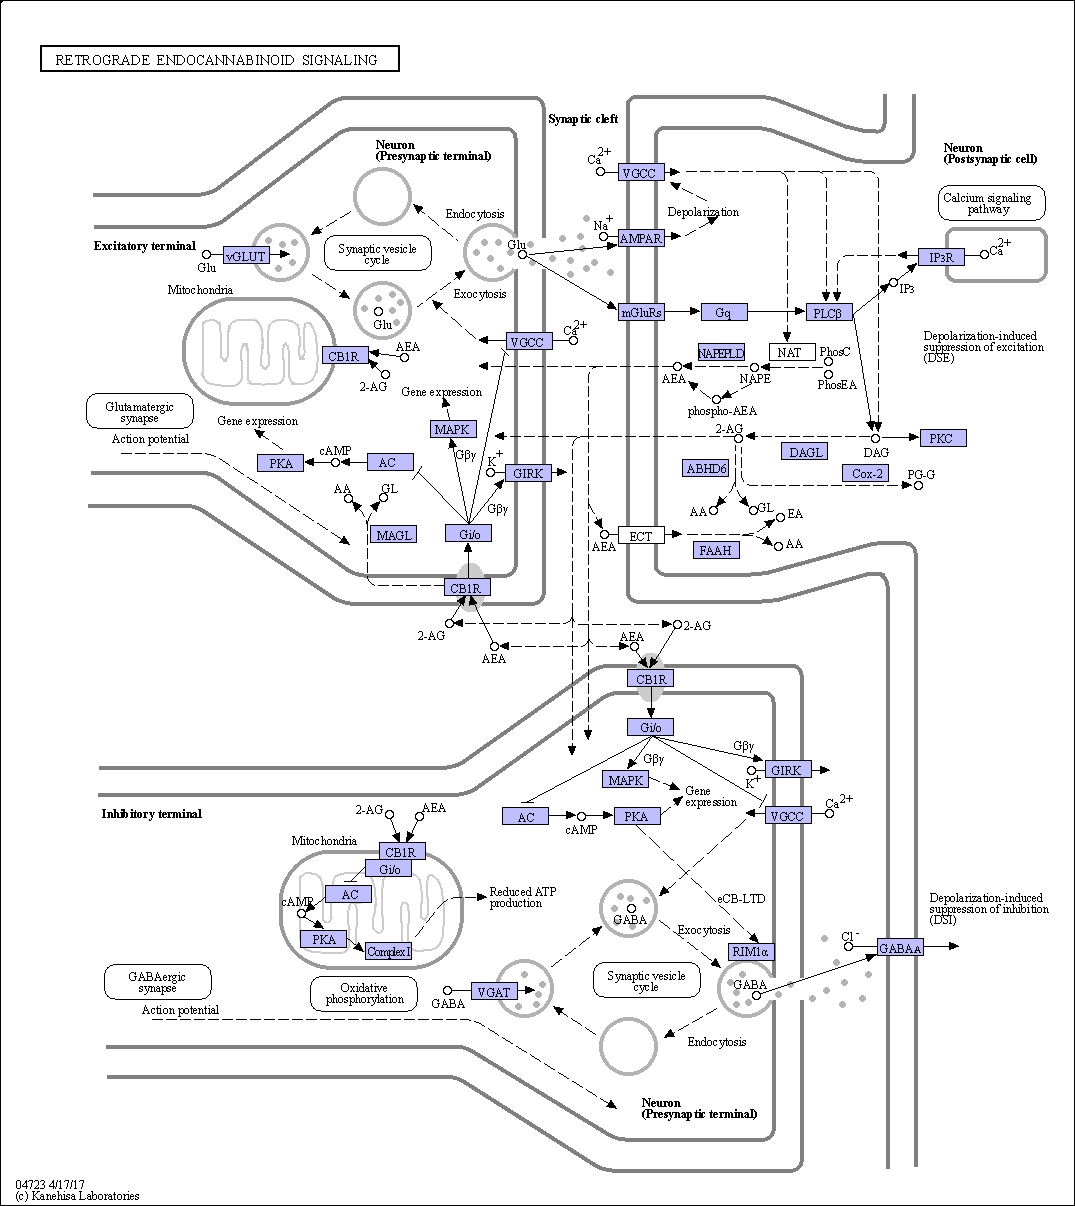 RETROGRADE ENDOCANNABINOID SIGNALING
Synaptic cleft
Neuron
(Presynaptic terminal)
Neuron
(Postsynaptic cell)
Ca2+
VGCC
Calcium signaling
pathway
Depolarization
Endocytosis
Na+
AMPAR
Excitatory terminal
Glu
vGLUT
Synaptic vesicle
cycle
Glu
IP3R
Ca2+
Mitochondria
Exocytosis
IP3
Glu
mGluRs
Gq
PLCβ
VGCC
Ca2+
Depolarization-induced
suppression of excitation
(DSE)
CB1R
AEA
2-AG
NAPEPLD
NAT
PhosC
AEA
NAPE
PhosEA
phospho-AEA
Gene expression
Glutamatergic
synapse
Gene expression
MAPK
Gβγ
2-AG
DAG
PKC
Action potential
cAMP
PKA
AC
K+
GIRK
DAGL
ABHD6
Cox-2
PG-G
AA
GL
Gβγ
AA
GL
EA
MAGL
Gi/o
AEA
ECT
FAAH
AA
CB1R
2-AG
AEA
AEA
2-AG
CB1R
Gi/o
Gβγ
Gβγ
MAPK
Gene
expression
GIRK
K+
Inhibitory terminal
2-AG
AEA
AC
cAMP
PKA
VGCC
Ca2+
Mitochondria
CB1R
Gi/o
AC
cAMP
PKA
Complex I
Reduced ATP
production
eCB-LTD
GABA
Exocytosis
Depolarization-induced
suppression of inhibition
(DSI)
Cl-
GABAA
RIM1α
GABAergic
synapse
Oxidative
phosphorylation
GABA
VGAT
Synaptic vesicle
cycle
GABA
Action potential
Endocytosis
Neuron
(Presynaptic terminal)
04723 4/17/17
(c) Kanehisa Laboratories